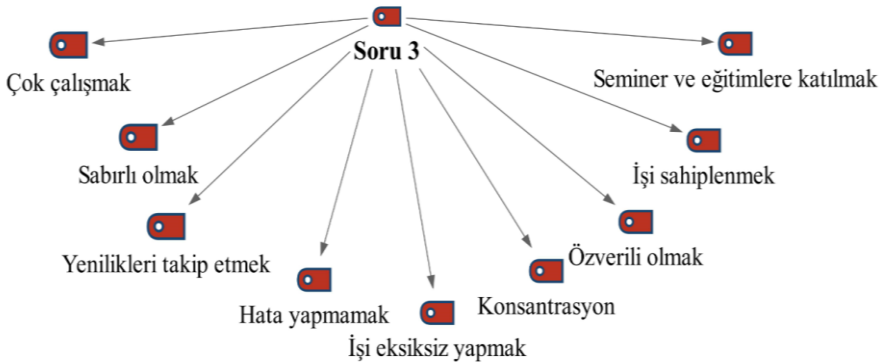 Soru 3
Çok çalışmak
Seminer ve eğitimlere katılmak
Sabırlı olmak
İşi sahiplenmek
Yenilikleri takip etmek
Özverili olmak
Hata yapmamak
Konsantrasyon
İşi eksiksiz yapmak